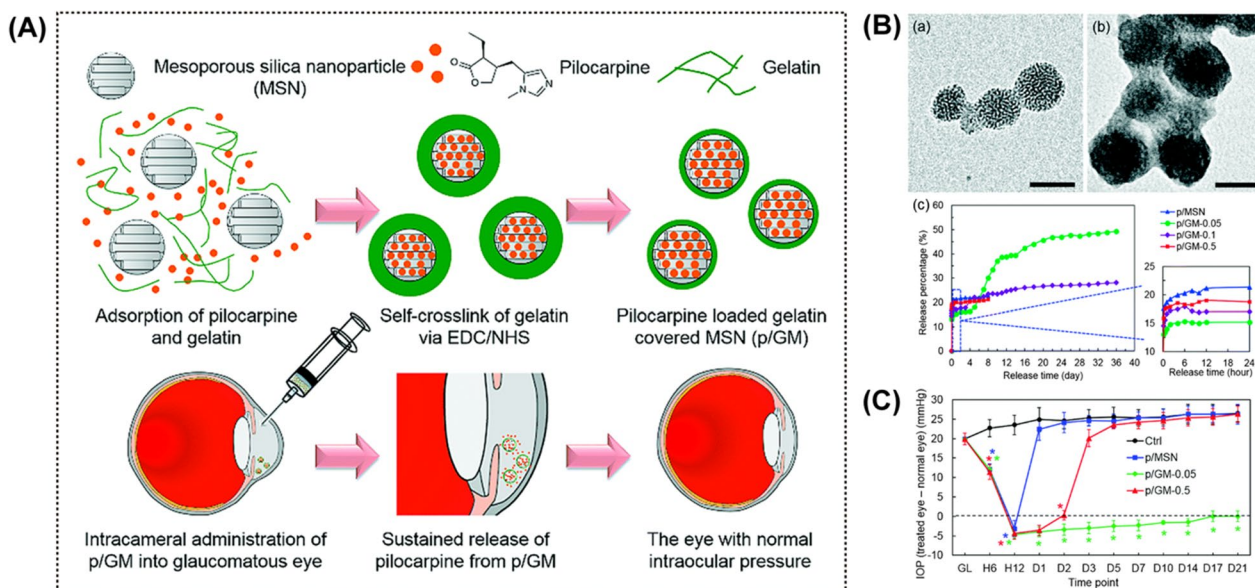 (A)
Mesoporous silica nanoparticle
(MSN)
O
O
N
N
Pilocarpine
Gelatin
Adsorption of pilocarpine
and gelatin
Self-crosslink of gelatin
via EDC/NHS
Pilocarpine loaded gelatin
covered MSN (p/GM)
Intracameral administration of
p/GM into glaucomatous eye
Sustained release of
pilocarpine from p/GM
The eye with normal
intraocular pressure
(B)
(a)
(b)
(c)
Release percentage (%)
60
50
40
30
20
10
0
0 4 8 12 16 20 24 28 32 36 40
Release time (day)
p/MSN
p/GM-0.05
p/GM-0.1
p/GM-0.5
25
20
15
10
0 6 12 18 24
Release time (hour)
(C)
IOP (treated eye – normal eye) (mmHg)
30
25
20
15
10
5
0
-5
-10
Ctrl
p/MSN
p/GM-0.05
p/GM-0.5
GL H6 H12 D1 D2 D3 D5 D7 D10 D14 D17 D21
Time point